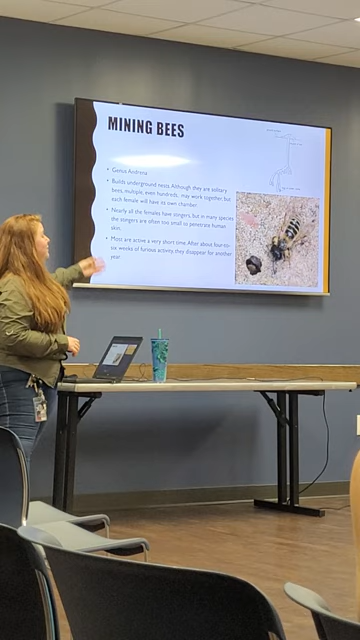 MINING BEES
• Genus Andrena
• Builds underground nests. Although they are solitary
bees, multiple, even hundreds, may work together but
each female will have its own chamber.
• Nearly all the females have stingers, but in many species
the stingers are often too small to penetrate human
skin.
• Most are active a very short time. After about four-to-
six weeks of furious activity, they disappear for another
year.